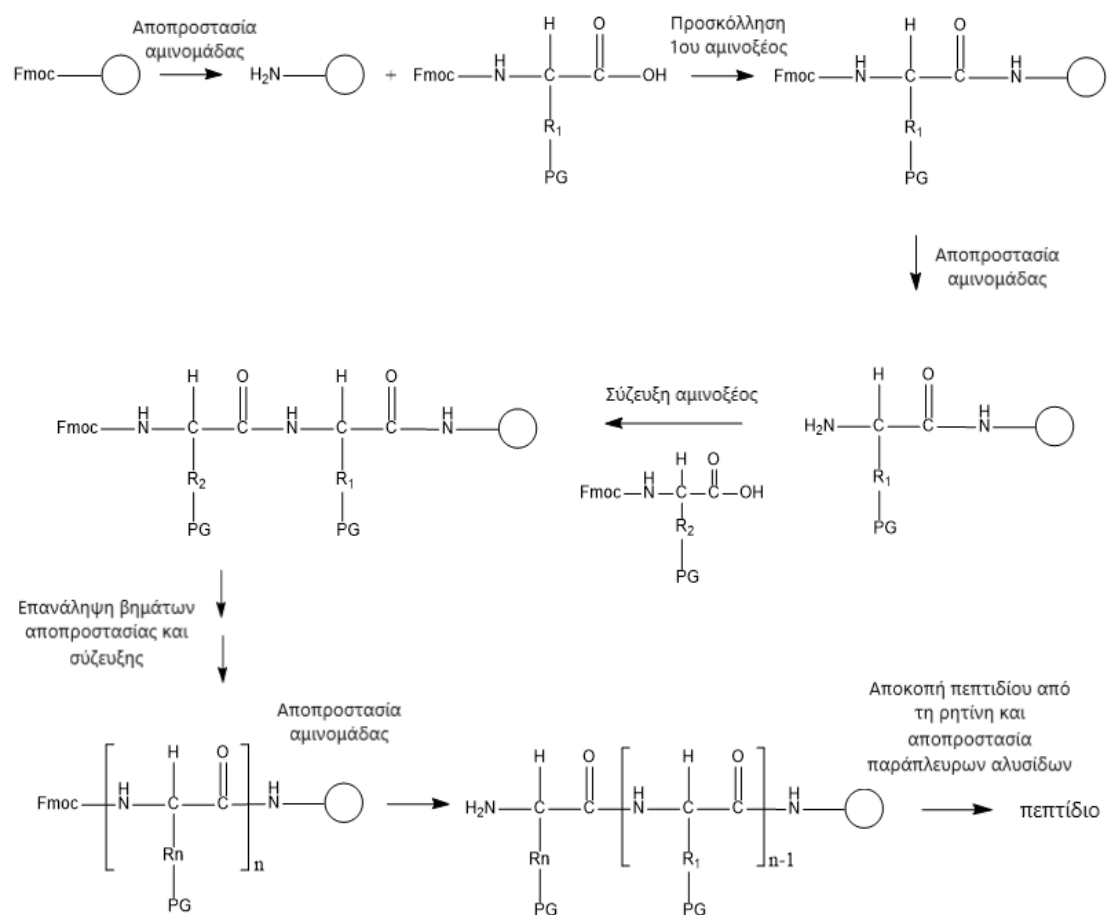 Αποπροστασία
αμινομάδας
Fmoc
H₂N
+
Fmoc—N—C—C—OH
H
H
O
R₁
PG
Προσκόλληση
1ου αμινοξέος
Fmoc—N—C—C—N
H
H
O
H
R₁
PG
Αποπροστασία
αμινομάδας
H
O
H
H₂N—C—C—N
R₁
PG
Σύζευξη αμινοξέος
H
H
O
Fmoc—N—C—C—OH
R₂
PG
H
H
O
H
H
O
H
Fmoc—N—C—C—N—C—C—N
R₂
R₁
PG
PG
Επανάληψη βημάτων
αποπροστασίας και
σύζευξης
H
H
O
H
Fmoc—N—C—C—N
n
Rn
PG
Αποπροστασία
αμινομάδας
H
O
H
H
O
H
H₂N—C—C—N—C—C—N
n-1
Rn
R₁
PG
PG
Αποκοπή πεπτιδίου από
τη ρητίνη και
αποπροστασία
παράπλευρων αλυσίδων
πεπτίδιο